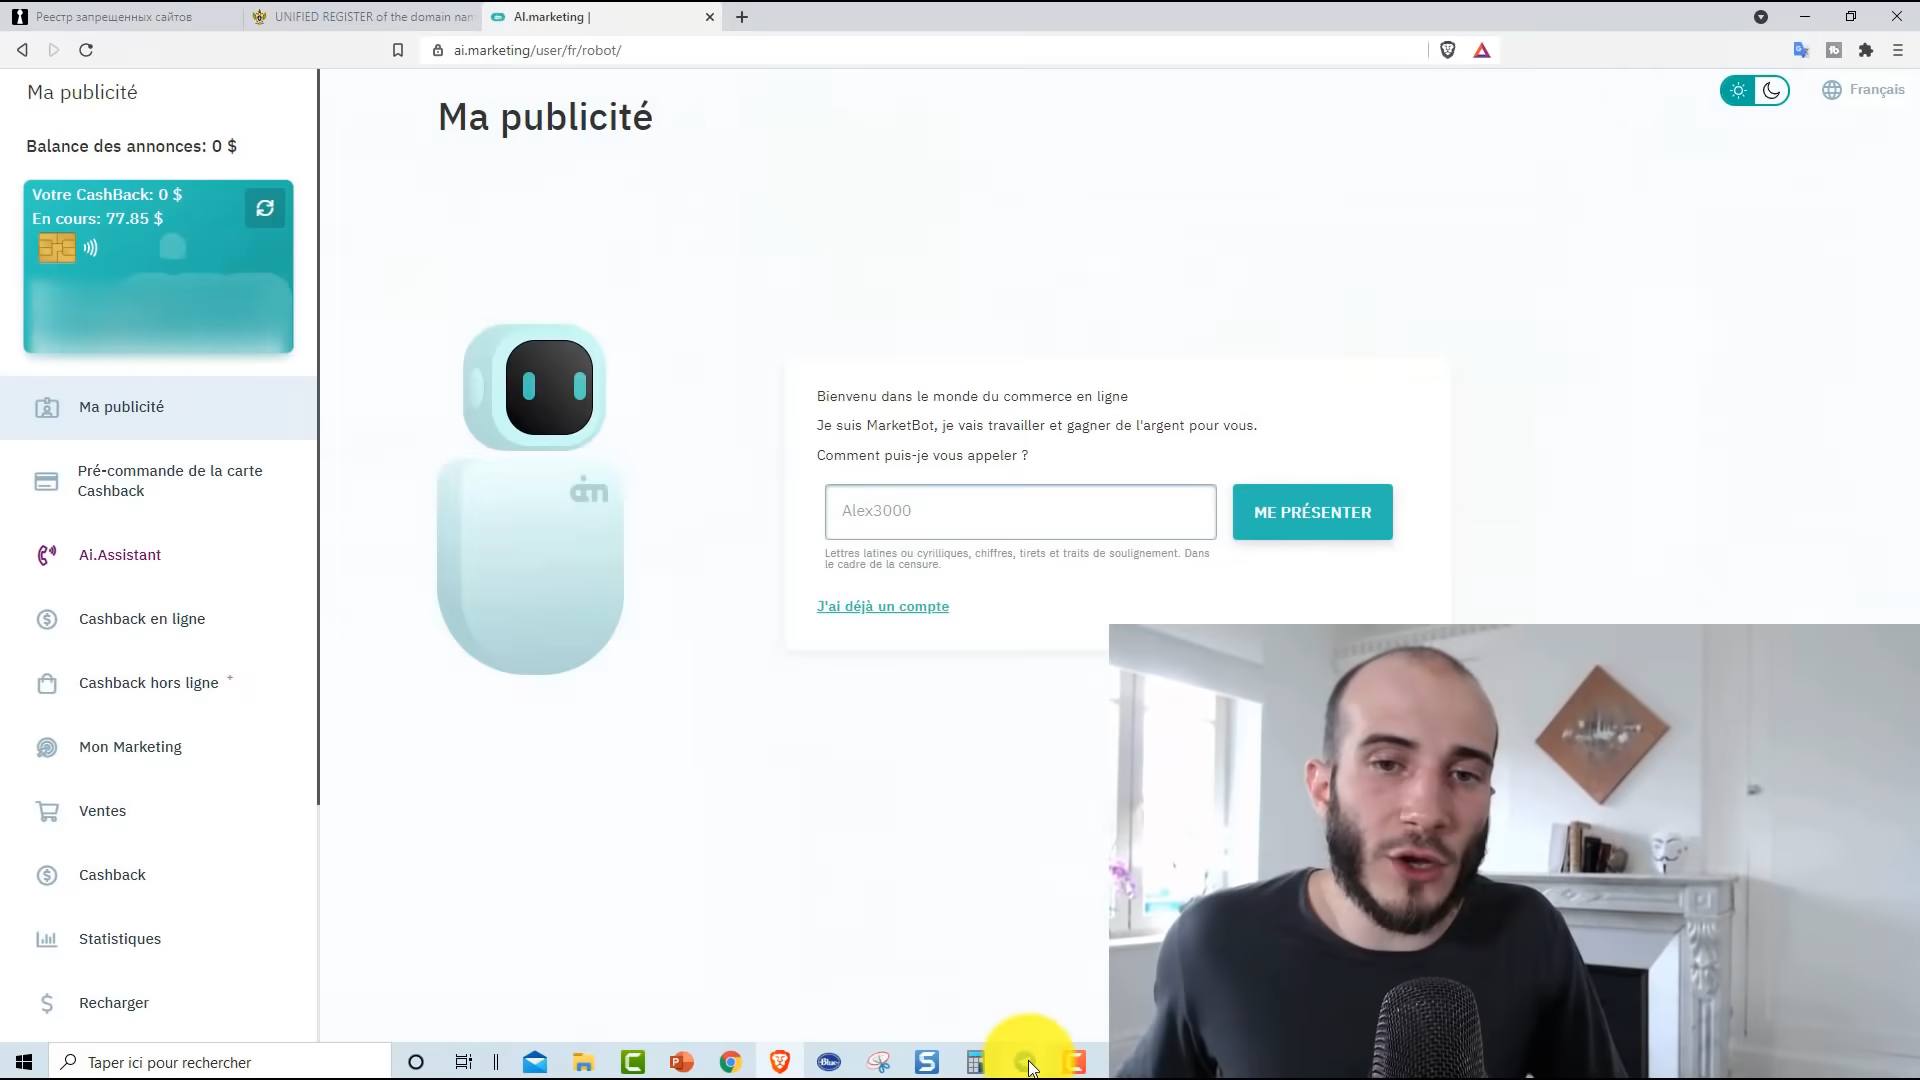 Реестр запрещенных сайтов
UNIFIED REGISTER of the domain nan
AI.marketing |
ai.marketing/user/fr/robot/
Ma publicité
Balance des annonces: 0 $
Votre CashBack: 0 $
En cours: 77.85 $
Ma publicité
Pré-commande de la carte
Cashback
Ai.Assistant
Cashback en ligne
Cashback hors ligne +
Mon Marketing
Ventes
Cashback
Statistiques
Recharger
Ma publicité
Français
am
Bienvenu dans le monde du commerce en ligne
Je suis MarketBot, je vais travailler et gagner de l'argent pour vous.
Comment puis-je vous appeler ?
Alex3000
ME PRÉSENTER
Lettres latines ou cyrilliques, chiffres, tirets et traits de soulignement. Dans
le cadre de la censure.
J'ai déjà un compte
Taper ici pour rechercher
Blue